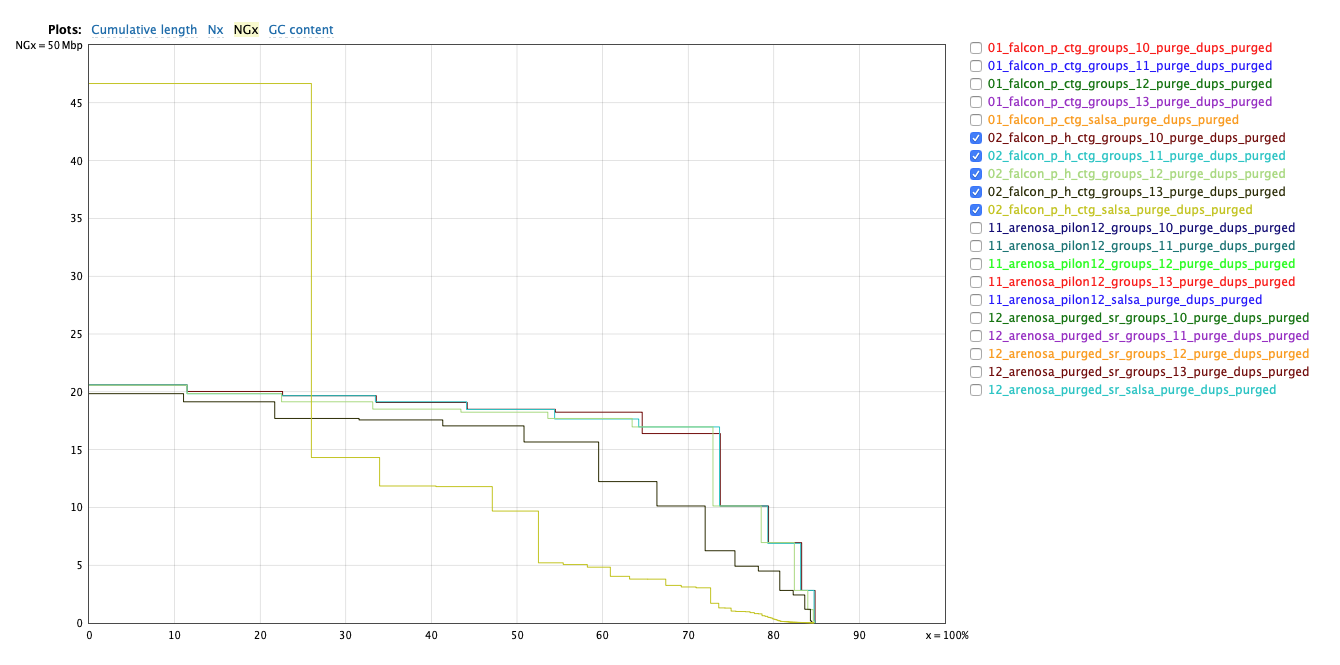 Plots: Cumulative length Nx NGx GC content
NGx = 50 Mbp
45
40
35
30
25
20
15
10
5
0
0 10 20 30 40 50 60 70 80 90 x = 100%
01_falcon_p_ctg_groups_10_purge_dups_purged
01_falcon_p_ctg_groups_11_purge_dups_purged
01_falcon_p_ctg_groups_12_purge_dups_purged
01_falcon_p_ctg_groups_13_purge_dups_purged
01_falcon_p_ctg_salsa_purge_dups_purged
02_falcon_p_h_ctg_groups_10_purge_dups_purged
02_falcon_p_h_ctg_groups_11_purge_dups_purged
02_falcon_p_h_ctg_groups_12_purge_dups_purged
02_falcon_p_h_ctg_groups_13_purge_dups_purged
02_falcon_p_h_ctg_salsa_purge_dups_purged
11_arenosa_pilon12_groups_10_purge_dups_purged
11_arenosa_pilon12_groups_11_purge_dups_purged
11_arenosa_pilon12_groups_12_purge_dups_purged
11_arenosa_pilon12_groups_13_purge_dups_purged
11_arenosa_pilon12_salsa_purge_dups_purged
12_arenosa_purged_sr_groups_10_purge_dups_purged
12_arenosa_purged_sr_groups_11_purge_dups_purged
12_arenosa_purged_sr_groups_12_purge_dups_purged
12_arenosa_purged_sr_groups_13_purge_dups_purged
12_arenosa_purged_sr_salsa_purge_dups_purged